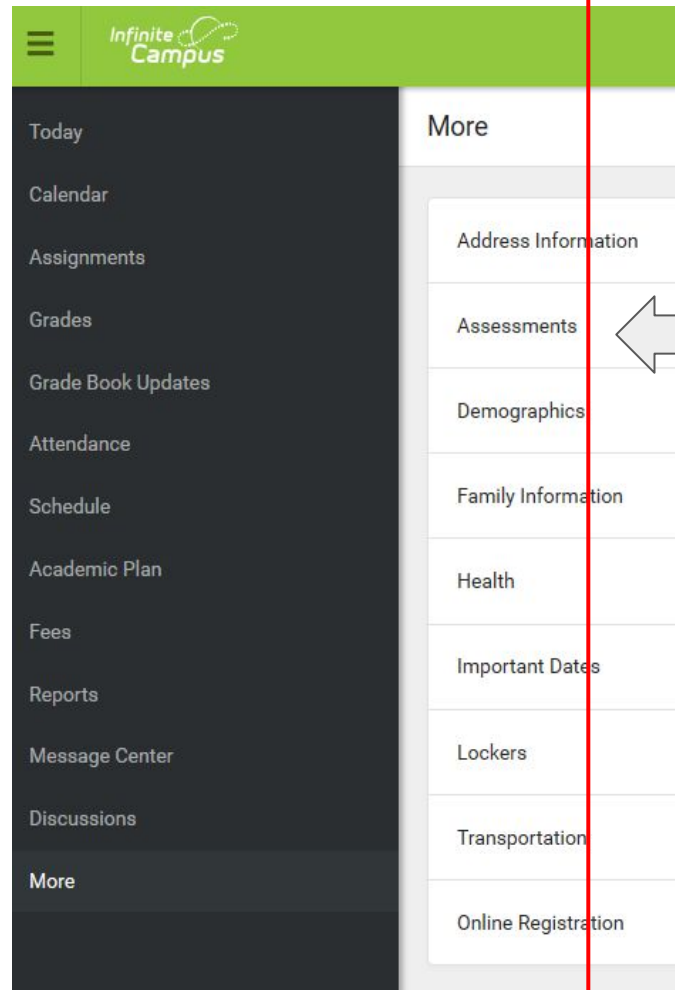 Infinite
Campus
Today
Calendar
Assignments
Grades
Grade Book Updates
Attendance
Schedule
Academic Plan
Fees
Reports
Message Center
Discussions
More
More
Address Information
Assessments
Demographics
Family Information
Health
Important Dates
Lockers
Transportation
Online Registration